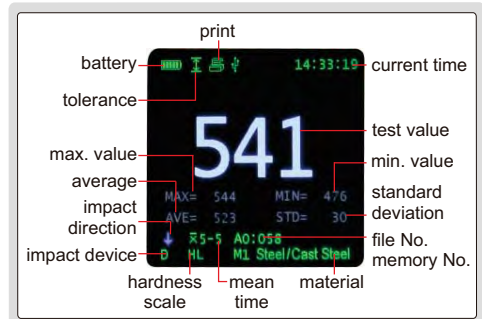 print
battery
14:33:19
current time
tolerance
541
test value
max. value
min. value
MAX= 544
MIN= 476
average
standard
deviation
AVE= 523
STD= 30
impact
direction
x̄5-5 A0:058
file No.
memory No.
impact device
D HL M1 Steel/Cast Steel
hardness
scale
mean
time
material